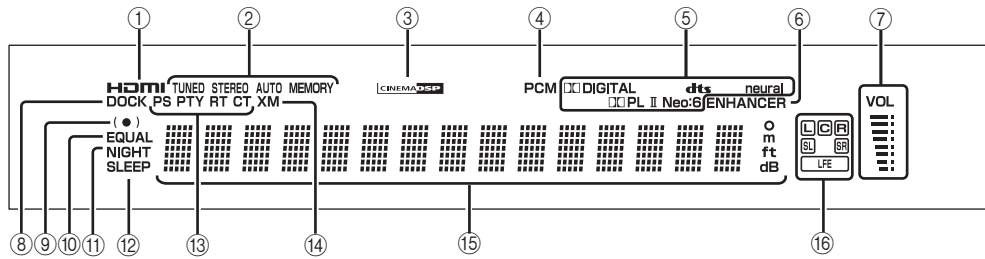 ① ② ③ ④ ⑤ ⑥ ⑦
HDMI TUNED STEREO AUTO MEMORY CINEMA DSP PCM DIGITAL dts neural VOL
DOCK PS PTY RT CT XM PL II Neo:6 ENHANCER
(●)
EQUAL
NIGHT
SLEEP
o
m
ft
dB
L C R
SL SR
LFE
⑧ ⑨ ⑩ ⑪ ⑫ ⑬ ⑭ ⑮ ⑯